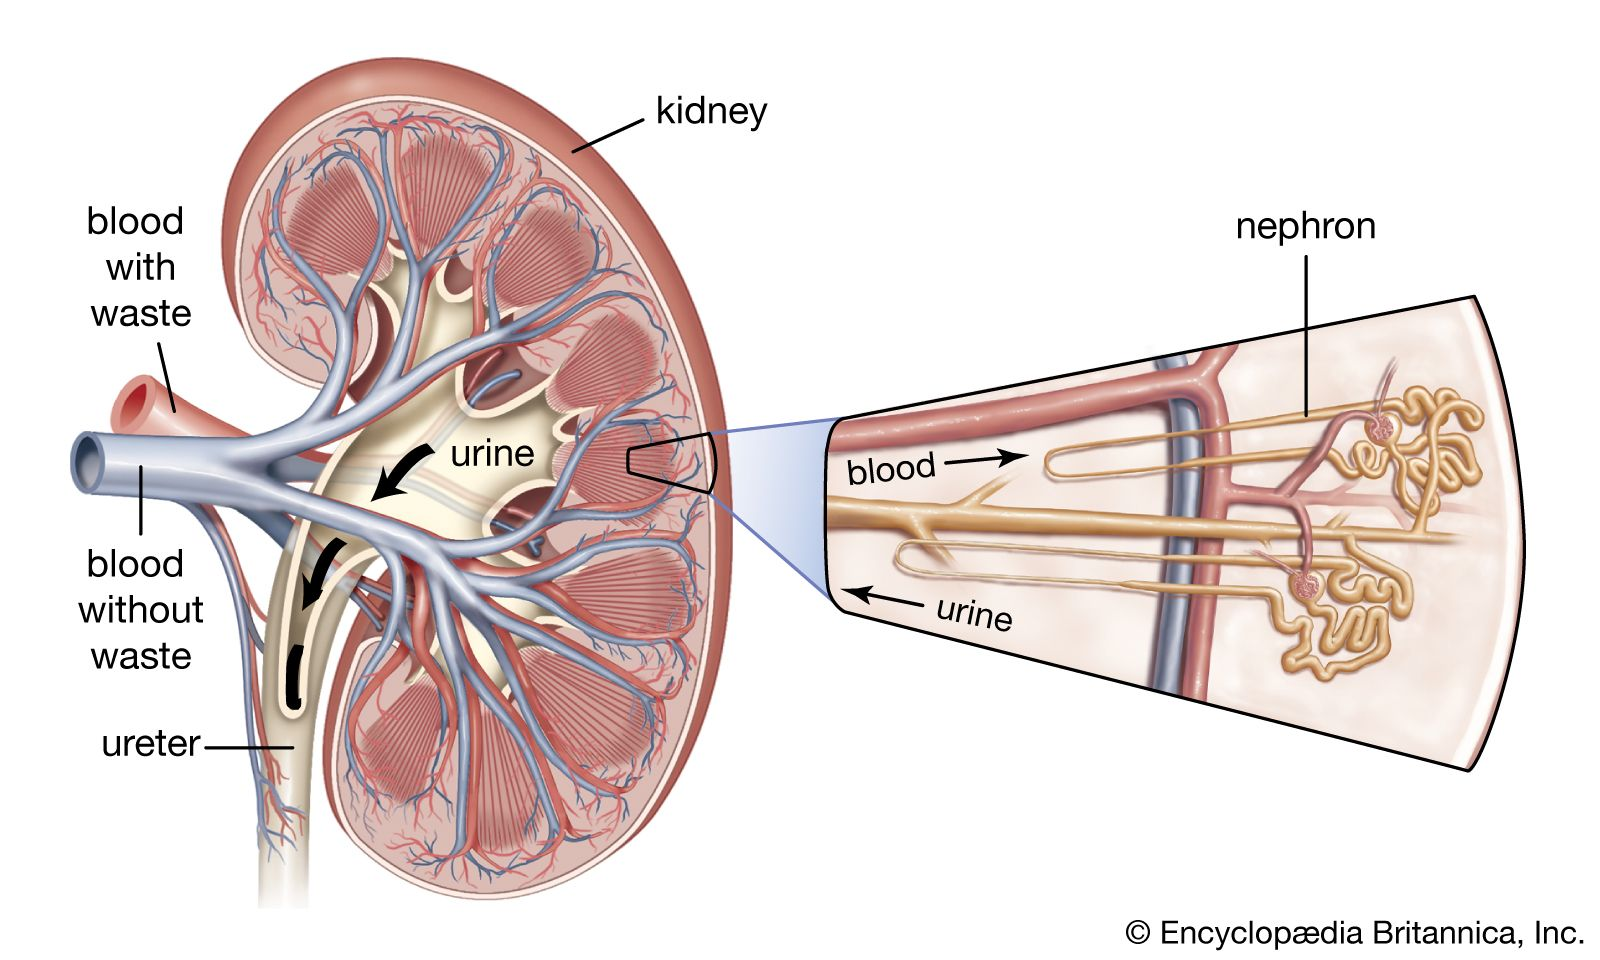 kidney
blood
with
waste
nephron
urine
blood
blood
without
waste
urine
ureter
© Encyclopædia Britannica, Inc.